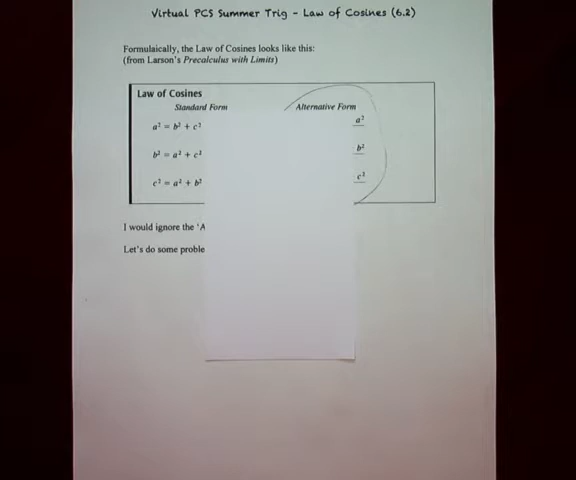 Virtual PCS Summer Trig - Law of Cosines (6.2)
Formulaically, the Law of Cosines looks like this:
(from Larson's Precalculus with Limits)
Law of Cosines
Standard Form Alternative Form
a² = b² + c² a²
b² = a² + c² b²
c² = a² + b² c²
I would ignore the 'A
Let's do some proble